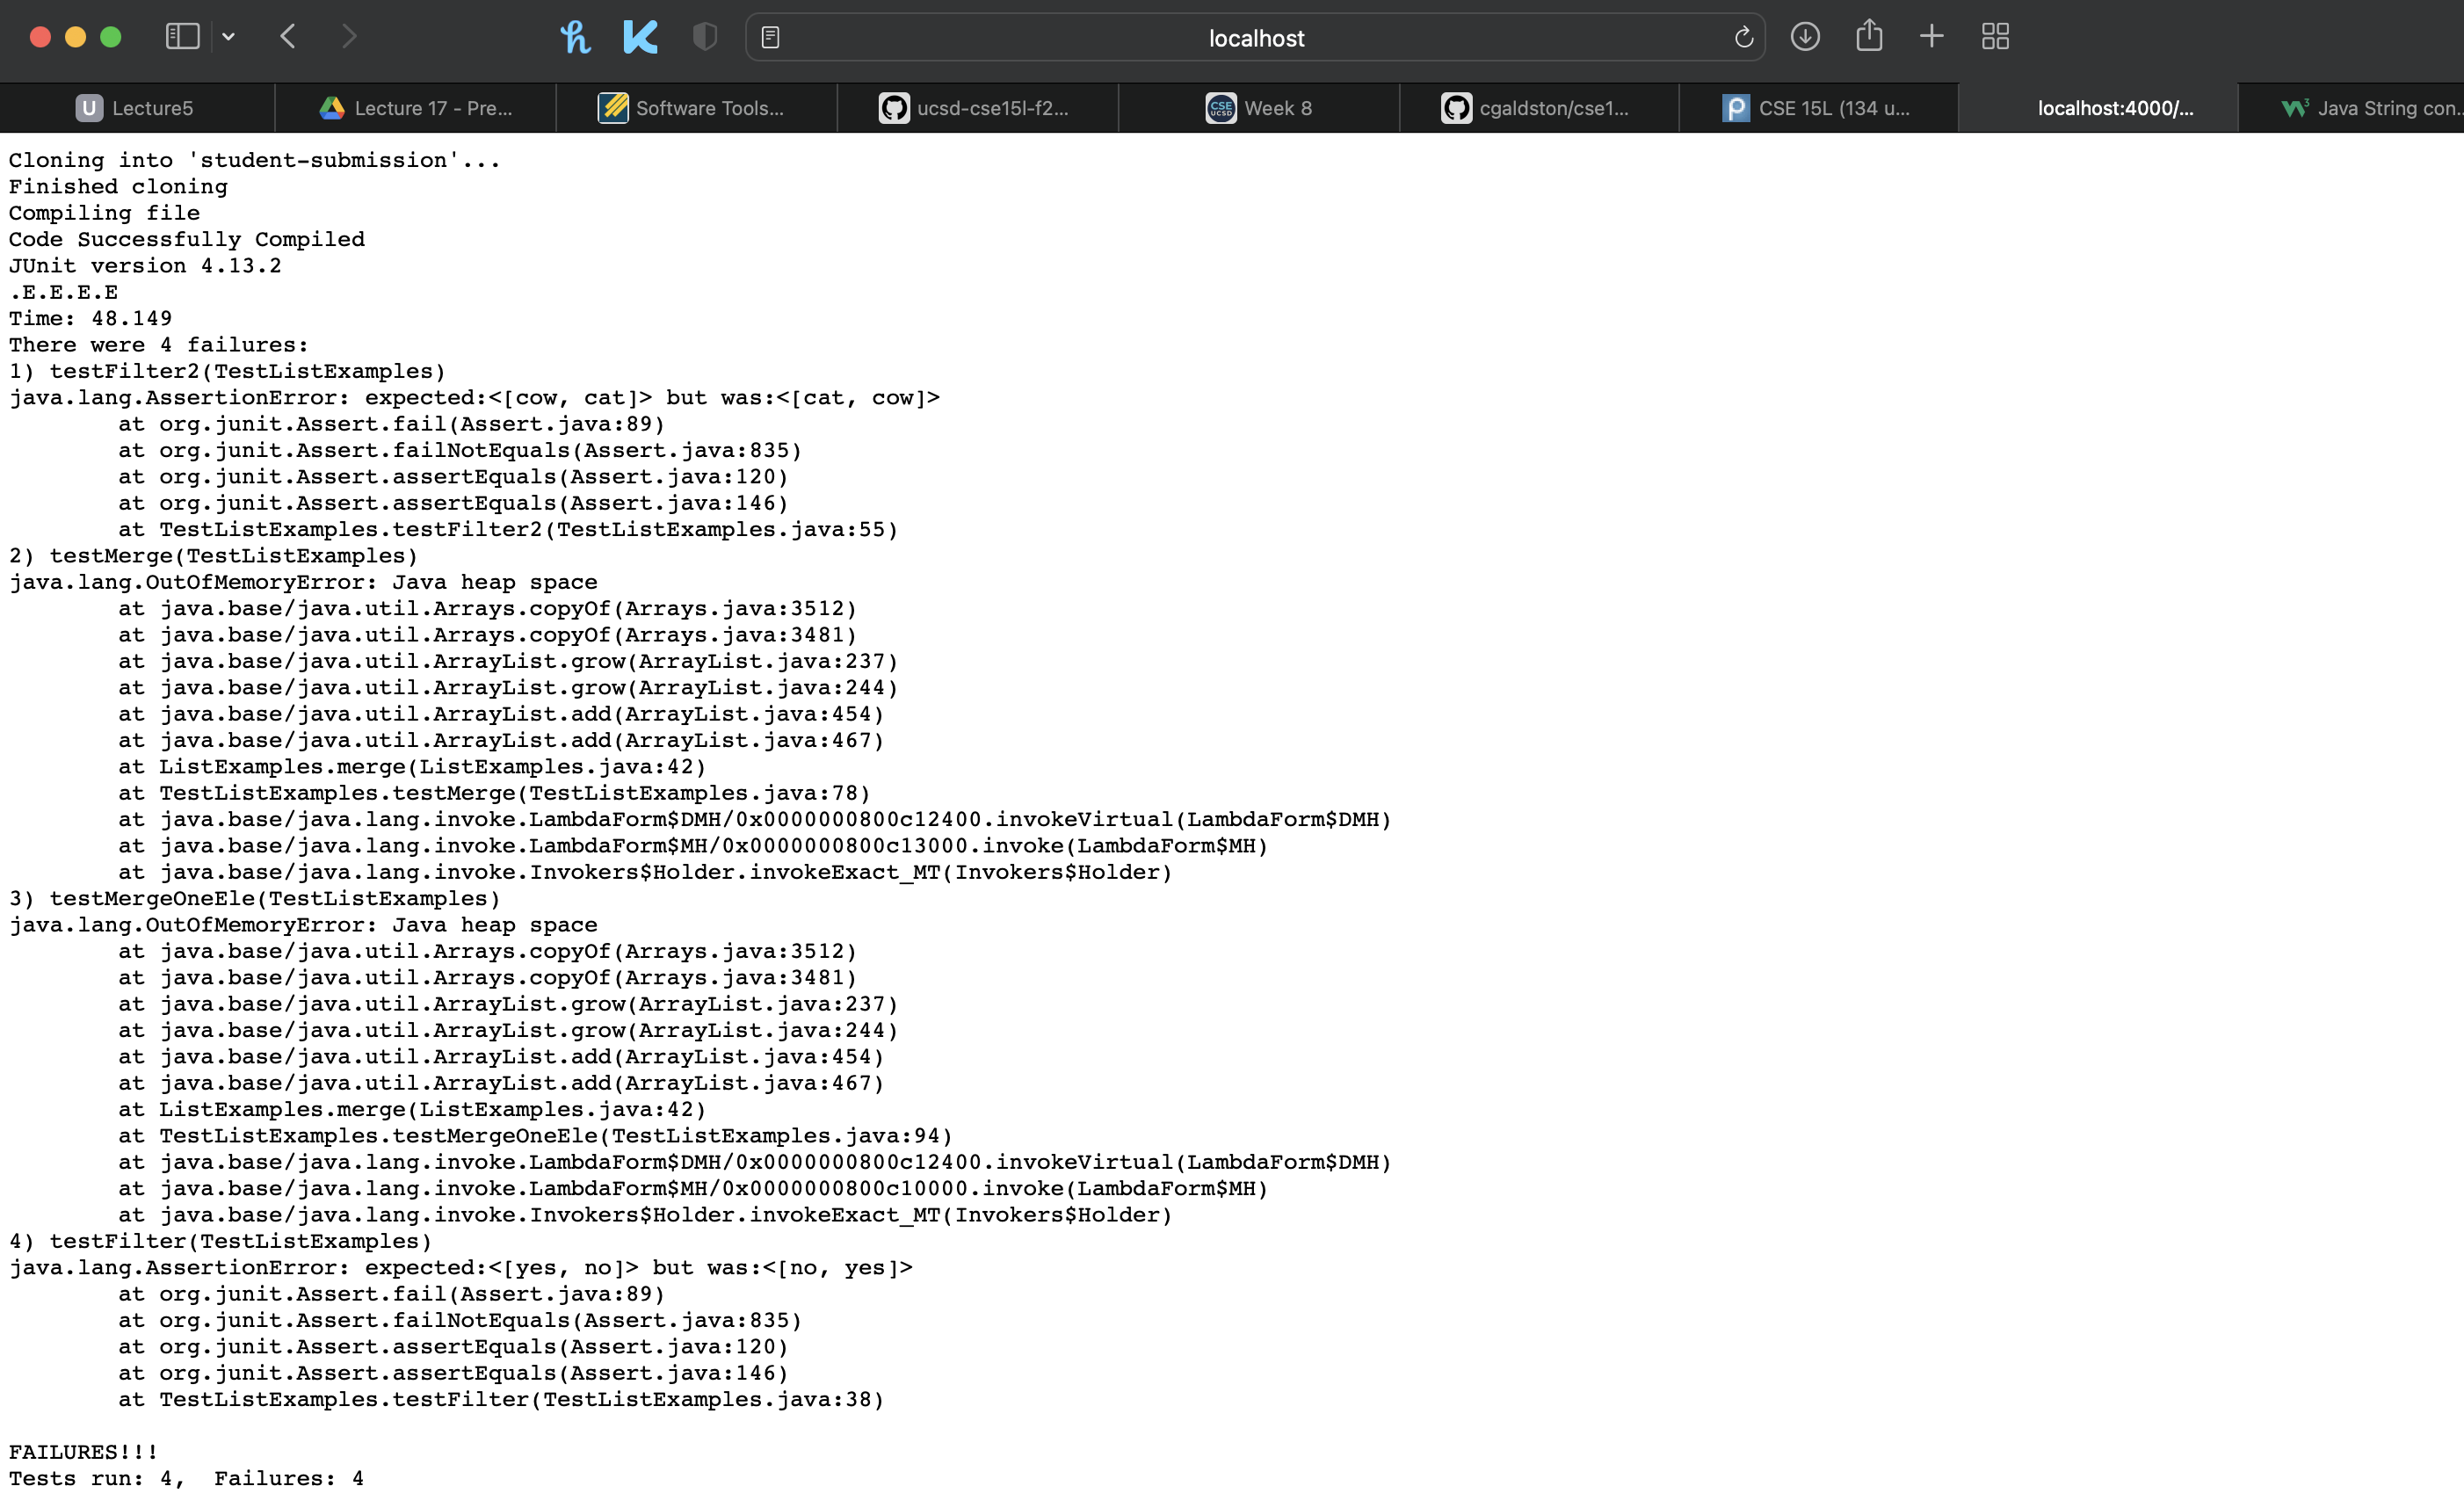 localhost
U Lecture5
Lecture 17 - Pre...
Software Tools...
ucsd-cse15l-f2...
CSE UCSD Week 8
cgaldston/cse1...
CSE 15L (134 u...
localhost:4000/...
Java String con...
Cloning into 'student-submission'...
Finished cloning
Compiling file
Code Successfully Compiled
JUnit version 4.13.2
.E.E.E.E
Time: 48.149
There were 4 failures:
1) testFilter2(TestListExamples)
java.lang.AssertionError: expected:<[cow, cat]> but was:<[cat, cow]>
        at org.junit.Assert.fail(Assert.java:89)
        at org.junit.Assert.failNotEquals(Assert.java:835)
        at org.junit.Assert.assertEquals(Assert.java:120)
        at org.junit.Assert.assertEquals(Assert.java:146)
        at TestListExamples.testFilter2(TestListExamples.java:55)
2) testMerge(TestListExamples)
java.lang.OutOfMemoryError: Java heap space
        at java.base/java.util.Arrays.copyOf(Arrays.java:3512)
        at java.base/java.util.Arrays.copyOf(Arrays.java:3481)
        at java.base/java.util.ArrayList.grow(ArrayList.java:237)
        at java.base/java.util.ArrayList.grow(ArrayList.java:244)
        at java.base/java.util.ArrayList.add(ArrayList.java:454)
        at java.base/java.util.ArrayList.add(ArrayList.java:467)
        at ListExamples.merge(ListExamples.java:42)
        at TestListExamples.testMerge(TestListExamples.java:78)
        at java.base/java.lang.invoke.LambdaForm$DMH/0x0000000800c12400.invokeVirtual(LambdaForm$DMH)
        at java.base/java.lang.invoke.LambdaForm$MH/0x0000000800c13000.invoke(LambdaForm$MH)
        at java.base/java.lang.invoke.Invokers$Holder.invokeExact_MT(Invokers$Holder)
3) testMergeOneEle(TestListExamples)
java.lang.OutOfMemoryError: Java heap space
        at java.base/java.util.Arrays.copyOf(Arrays.java:3512)
        at java.base/java.util.Arrays.copyOf(Arrays.java:3481)
        at java.base/java.util.ArrayList.grow(ArrayList.java:237)
        at java.base/java.util.ArrayList.grow(ArrayList.java:244)
        at java.base/java.util.ArrayList.add(ArrayList.java:454)
        at java.base/java.util.ArrayList.add(ArrayList.java:467)
        at ListExamples.merge(ListExamples.java:42)
        at TestListExamples.testMergeOneEle(TestListExamples.java:94)
        at java.base/java.lang.invoke.LambdaForm$DMH/0x0000000800c12400.invokeVirtual(LambdaForm$DMH)
        at java.base/java.lang.invoke.LambdaForm$MH/0x0000000800c10000.invoke(LambdaForm$MH)
        at java.base/java.lang.invoke.Invokers$Holder.invokeExact_MT(Invokers$Holder)
4) testFilter(TestListExamples)
java.lang.AssertionError: expected:<[yes, no]> but was:<[no, yes]>
        at org.junit.Assert.fail(Assert.java:89)
        at org.junit.Assert.failNotEquals(Assert.java:835)
        at org.junit.Assert.assertEquals(Assert.java:120)
        at org.junit.Assert.assertEquals(Assert.java:146)
        at TestListExamples.testFilter(TestListExamples.java:38)
FAILURES!!!
Tests run: 4,  Failures: 4